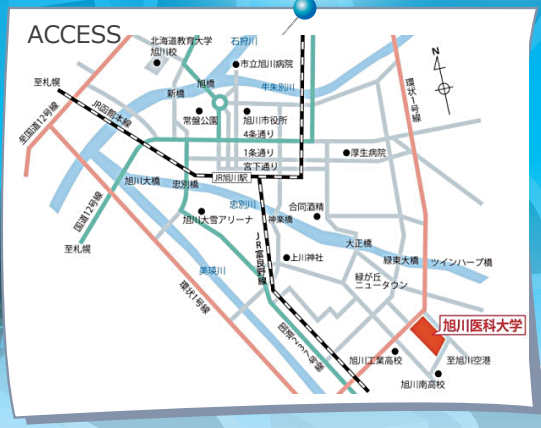 ACCESS
北海道教育大学
旭川校
石狩川
市立旭川病院
N
至札幌
旭橋
牛朱別川
環状1号線
新橋
至国道12号線
JR函館本線
常盤公園
旭川市役所
4条通り
1条通り
厚生病院
宮下通り
JR旭川駅
旭川大橋
忠別橋
国道12号線
忠別川
合同酒精
旭川大雪アリーナ
神楽橋
至札幌
JR富良野線
大正橋
緑東大橋
ツインハープ橋
上川神社
美瑛川
緑が丘
ニュータウン
環状1号線
旭川医科大学
国道237号線
旭川工業高校
至旭川空港
旭川南高校